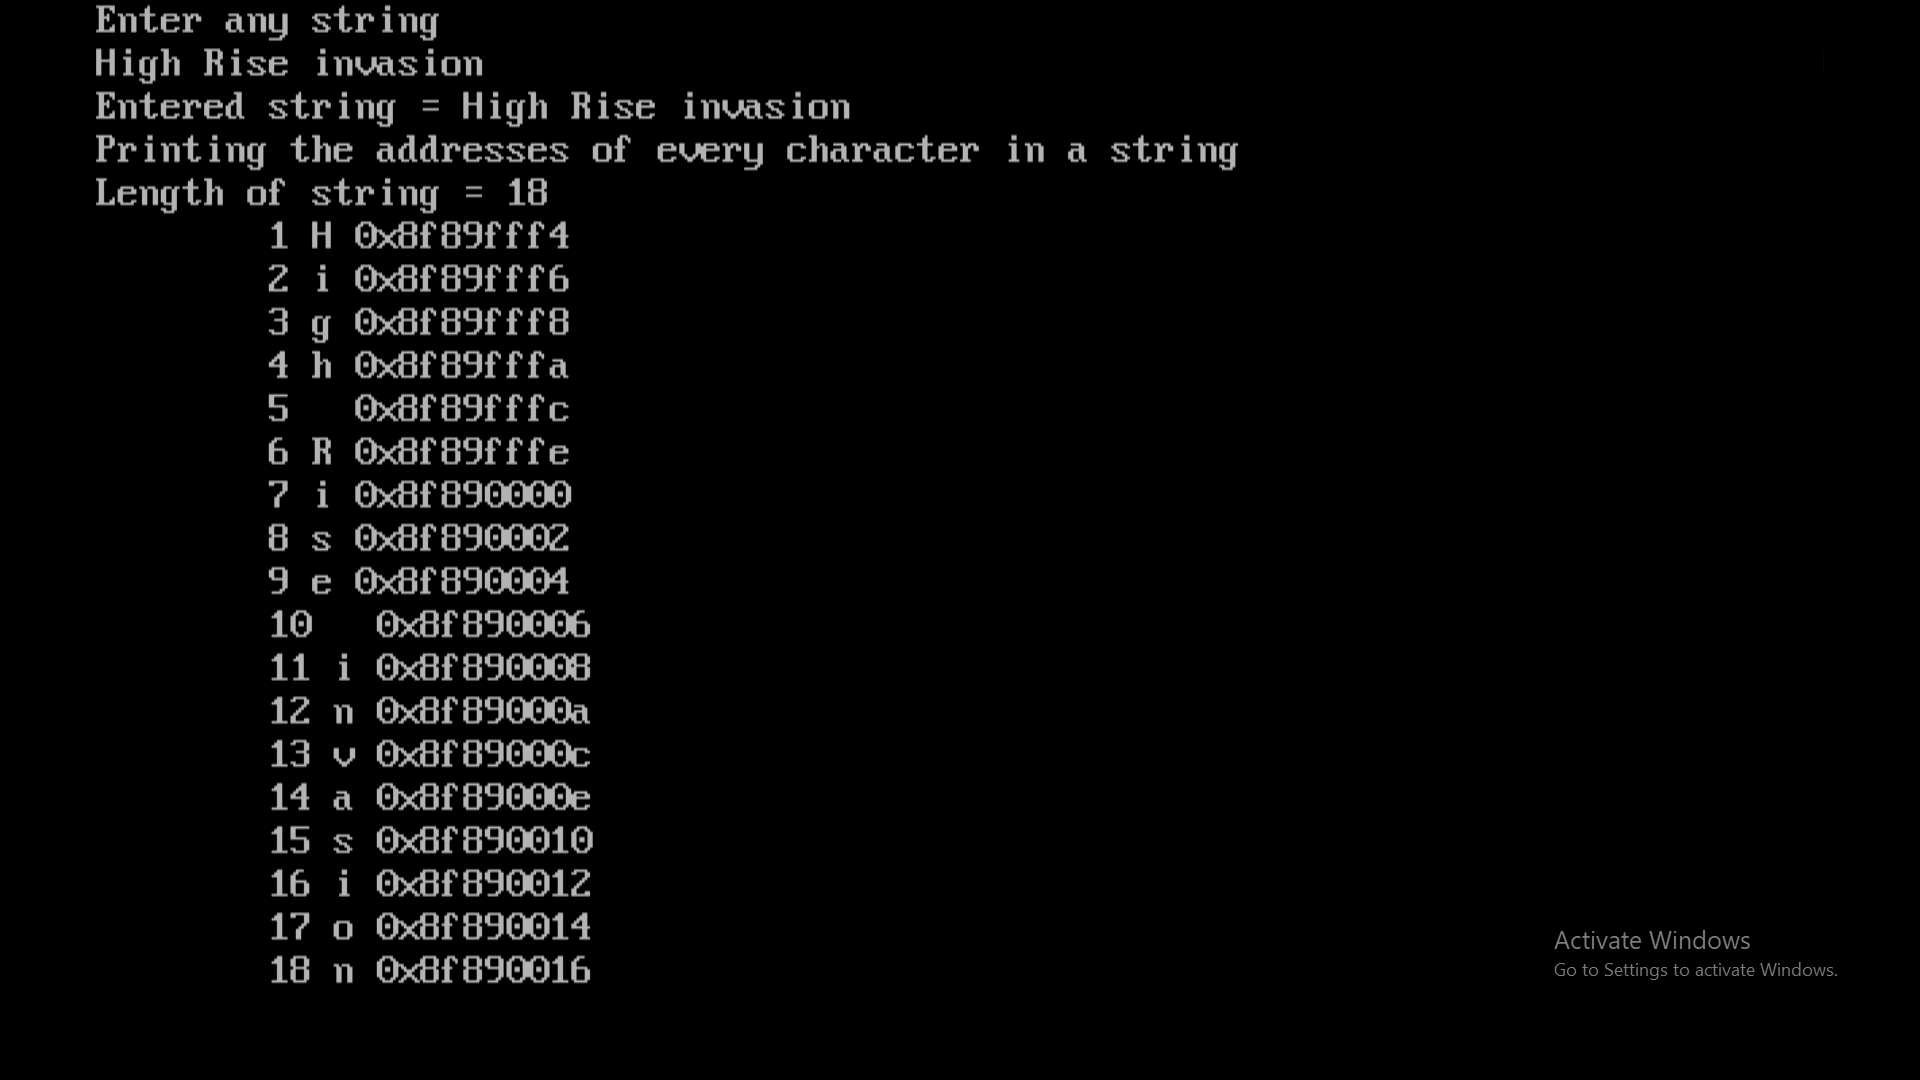 Enter any string
High Rise invasion
Entered string = High Rise invasion
Printing the addresses of every character in a string
Length of string = 18
1 H 0x8f89fff4
2 i 0x8f89fff6
3 g 0x8f89fff8
4 h 0x8f89fffa
5   0x8f89fffc
6 R 0x8f89fffe
7 i 0x8f890000
8 s 0x8f890002
9 e 0x8f890004
10   0x8f890006
11 i 0x8f890008
12 n 0x8f89000a
13 v 0x8f89000c
14 a 0x8f89000e
15 s 0x8f890010
16 i 0x8f890012
17 o 0x8f890014
18 n 0x8f890016
Activate Windows
Go to Settings to activate Windows.